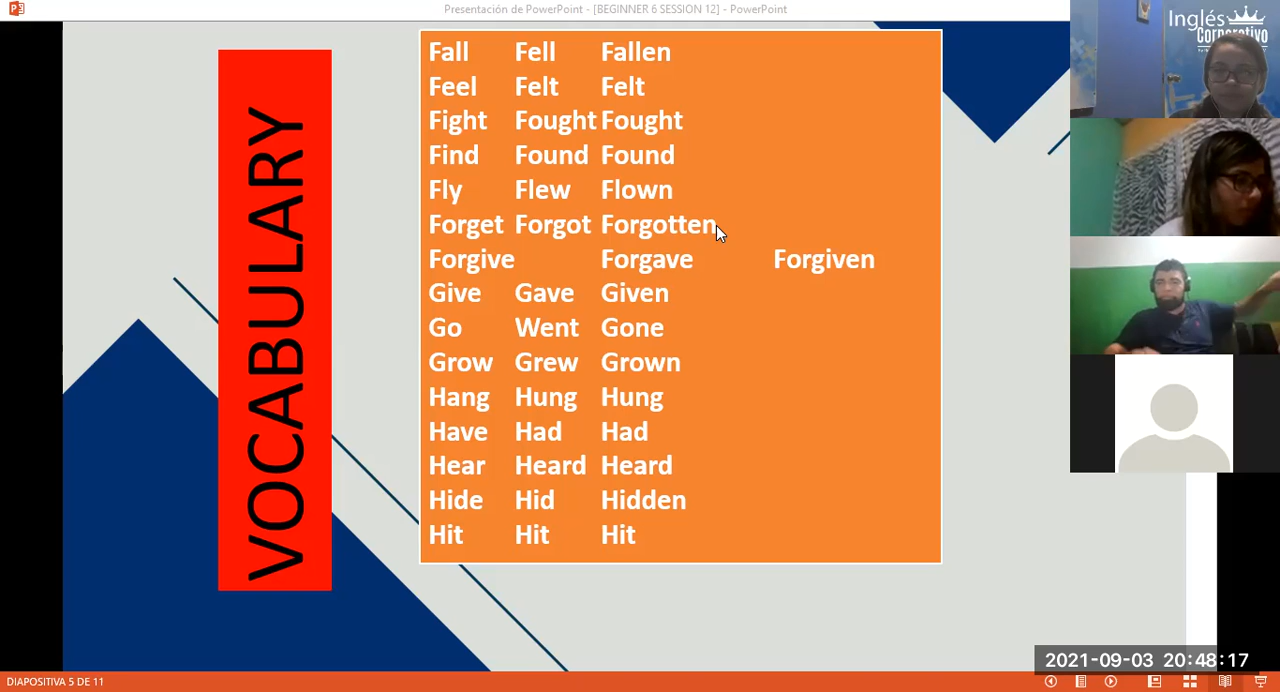 Presentación de PowerPoint - [BEGINNER 6 SESSION 12] - PowerPoint
Inglés
Corporativo
VOCABULARY
Fall Fell Fallen
Feel Felt Felt
Fight Fought Fought
Find Found Found
Fly Flew Flown
Forget Forgot Forgotten
Forgive Forgave Forgiven
Give Gave Given
Go Went Gone
Grow Grew Grown
Hang Hung Hung
Have Had Had
Hear Heard Heard
Hide Hid Hidden
Hit Hit Hit
2021-09-03 20:48:17
DIAPOSITIVA 5 DE 11